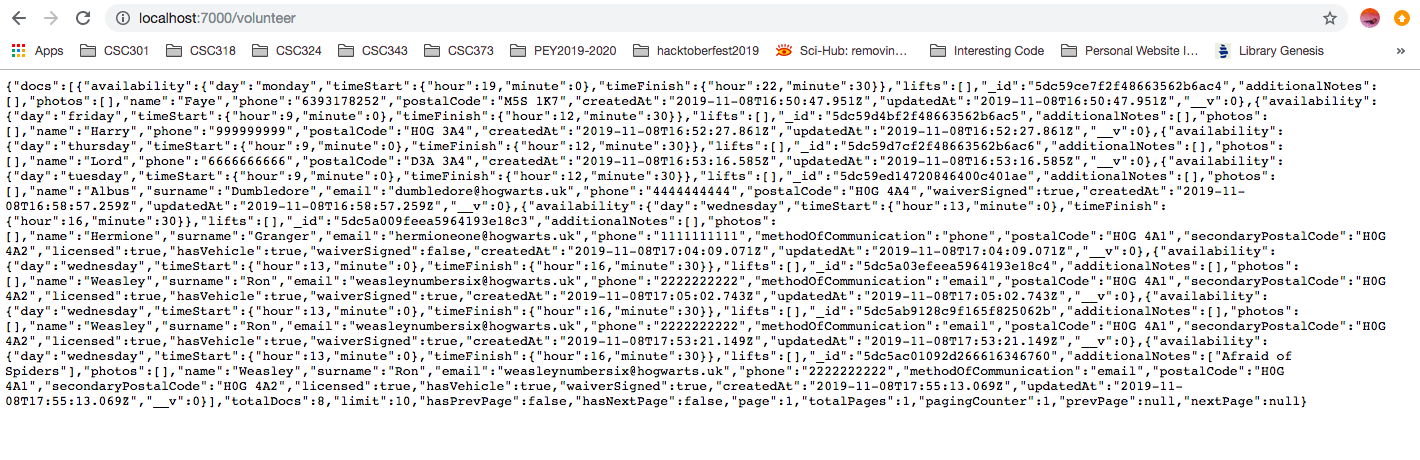 localhost:7000/volunteer
Apps CSC301 CSC318 CSC324 CSC343 CSC373 PEY2019-2020 hacktoberfest2019 Sci-Hub: removin... Interesting Code Personal Website I... Library Genesis »
{"docs":[{"availability":{"day":"monday","timeStart":{"hour":19,"minute":0},"timeFinish":{"hour":22,"minute":30}},"lifts":[],"_id":"5dc59ce7f2f48663562b6ac4","additionalNotes":
[],"photos":[],"name":"Faye","phone":"6393178252","postalCode":"M5S 1K7","createdAt":"2019-11-08T16:50:47.951Z","updatedAt":"2019-11-08T16:50:47.951Z","__v":0},{"availability":
{"day":"friday","timeStart":{"hour":9,"minute":0},"timeFinish":{"hour":12,"minute":30}},"lifts":[],"_id":"5dc59d4bf2f48663562b6ac5","additionalNotes":[],"photos":
[],"name":"Harry","phone":"999999999","postalCode":"H0G 3A4","createdAt":"2019-11-08T16:52:27.861Z","updatedAt":"2019-11-08T16:52:27.861Z","__v":0},{"availability":
{"day":"thursday","timeStart":{"hour":9,"minute":0},"timeFinish":{"hour":12,"minute":30}},"lifts":[],"_id":"5dc59d7cf2f48663562b6ac6","additionalNotes":[],"photos":
[],"name":"Lord","phone":"6666666666","postalCode":"D3A 3A4","createdAt":"2019-11-08T16:53:16.585Z","updatedAt":"2019-11-08T16:53:16.585Z","__v":0},{"availability":
{"day":"tuesday","timeStart":{"hour":9,"minute":0},"timeFinish":{"hour":12,"minute":30}},"lifts":[],"_id":"5dc59ed14720846400c401ae","additionalNotes":[],"photos":
[],"name":"Albus","surname":"Dumbledore","email":"dumbledore@hogwarts.uk","phone":"4444444444","postalCode":"H0G 4A4","waiverSigned":true,"createdAt":"2019-11-
08T16:58:57.259Z","updatedAt":"2019-11-08T16:58:57.259Z","__v":0},{"availability":{"day":"wednesday","timeStart":{"hour":13,"minute":0},"timeFinish":
{"hour":16,"minute":30}},"lifts":[],"_id":"5dc5a009feea5964193e18c3","additionalNotes":[],"photos":
[],"name":"Hermione","surname":"Granger","email":"hermioneone@hogwarts.uk","phone":"1111111111","methodOfCommunication":"phone","postalCode":"H0G 4A1","secondaryPostalCode":"H0G
4A2","licensed":true,"hasVehicle":true,"waiverSigned":false,"createdAt":"2019-11-08T17:04:09.071Z","updatedAt":"2019-11-08T17:04:09.071Z","__v":0},{"availability":
{"day":"wednesday","timeStart":{"hour":13,"minute":0},"timeFinish":{"hour":16,"minute":30}},"lifts":[],"_id":"5dc5a03efeea5964193e18c4","additionalNotes":[],"photos":
[],"name":"Weasley","surname":"Ron","email":"weasleynumbersix@hogwarts.uk","phone":"2222222222","methodOfCommunication":"email","postalCode":"H0G 4A1","secondaryPostalCode":"H0G
4A2","licensed":true,"hasVehicle":true,"waiverSigned":true,"createdAt":"2019-11-08T17:05:02.743Z","updatedAt":"2019-11-08T17:05:02.743Z","__v":0},{"availability":
{"day":"wednesday","timeStart":{"hour":13,"minute":0},"timeFinish":{"hour":16,"minute":30}},"lifts":[],"_id":"5dc5ab9128c9f165f825062b","additionalNotes":[],"photos":
[],"name":"Weasley","surname":"Ron","email":"weasleynumbersix@hogwarts.uk","phone":"2222222222","methodOfCommunication":"email","postalCode":"H0G 4A1","secondaryPostalCode":"H0G
4A2","licensed":true,"hasVehicle":true,"waiverSigned":true,"createdAt":"2019-11-08T17:53:21.149Z","updatedAt":"2019-11-08T17:53:21.149Z","__v":0},{"availability":
{"day":"wednesday","timeStart":{"hour":13,"minute":0},"timeFinish":{"hour":16,"minute":30}},"lifts":[],"_id":"5dc5ac01092d266616346760","additionalNotes":["Afraid of
Spiders"],"photos":[],"name":"Weasley","surname":"Ron","email":"weasleynumbersix@hogwarts.uk","phone":"2222222222","methodOfCommunication":"email","postalCode":"H0G
4A1","secondaryPostalCode":"H0G 4A2","licensed":true,"hasVehicle":true,"waiverSigned":true,"createdAt":"2019-11-08T17:55:13.069Z","updatedAt":"2019-11-
08T17:55:13.069Z","__v":0}],"totalDocs":8,"limit":10,"hasPrevPage":false,"hasNextPage":false,"page":1,"totalPages":1,"pagingCounter":1,"prevPage":null,"nextPage":null}